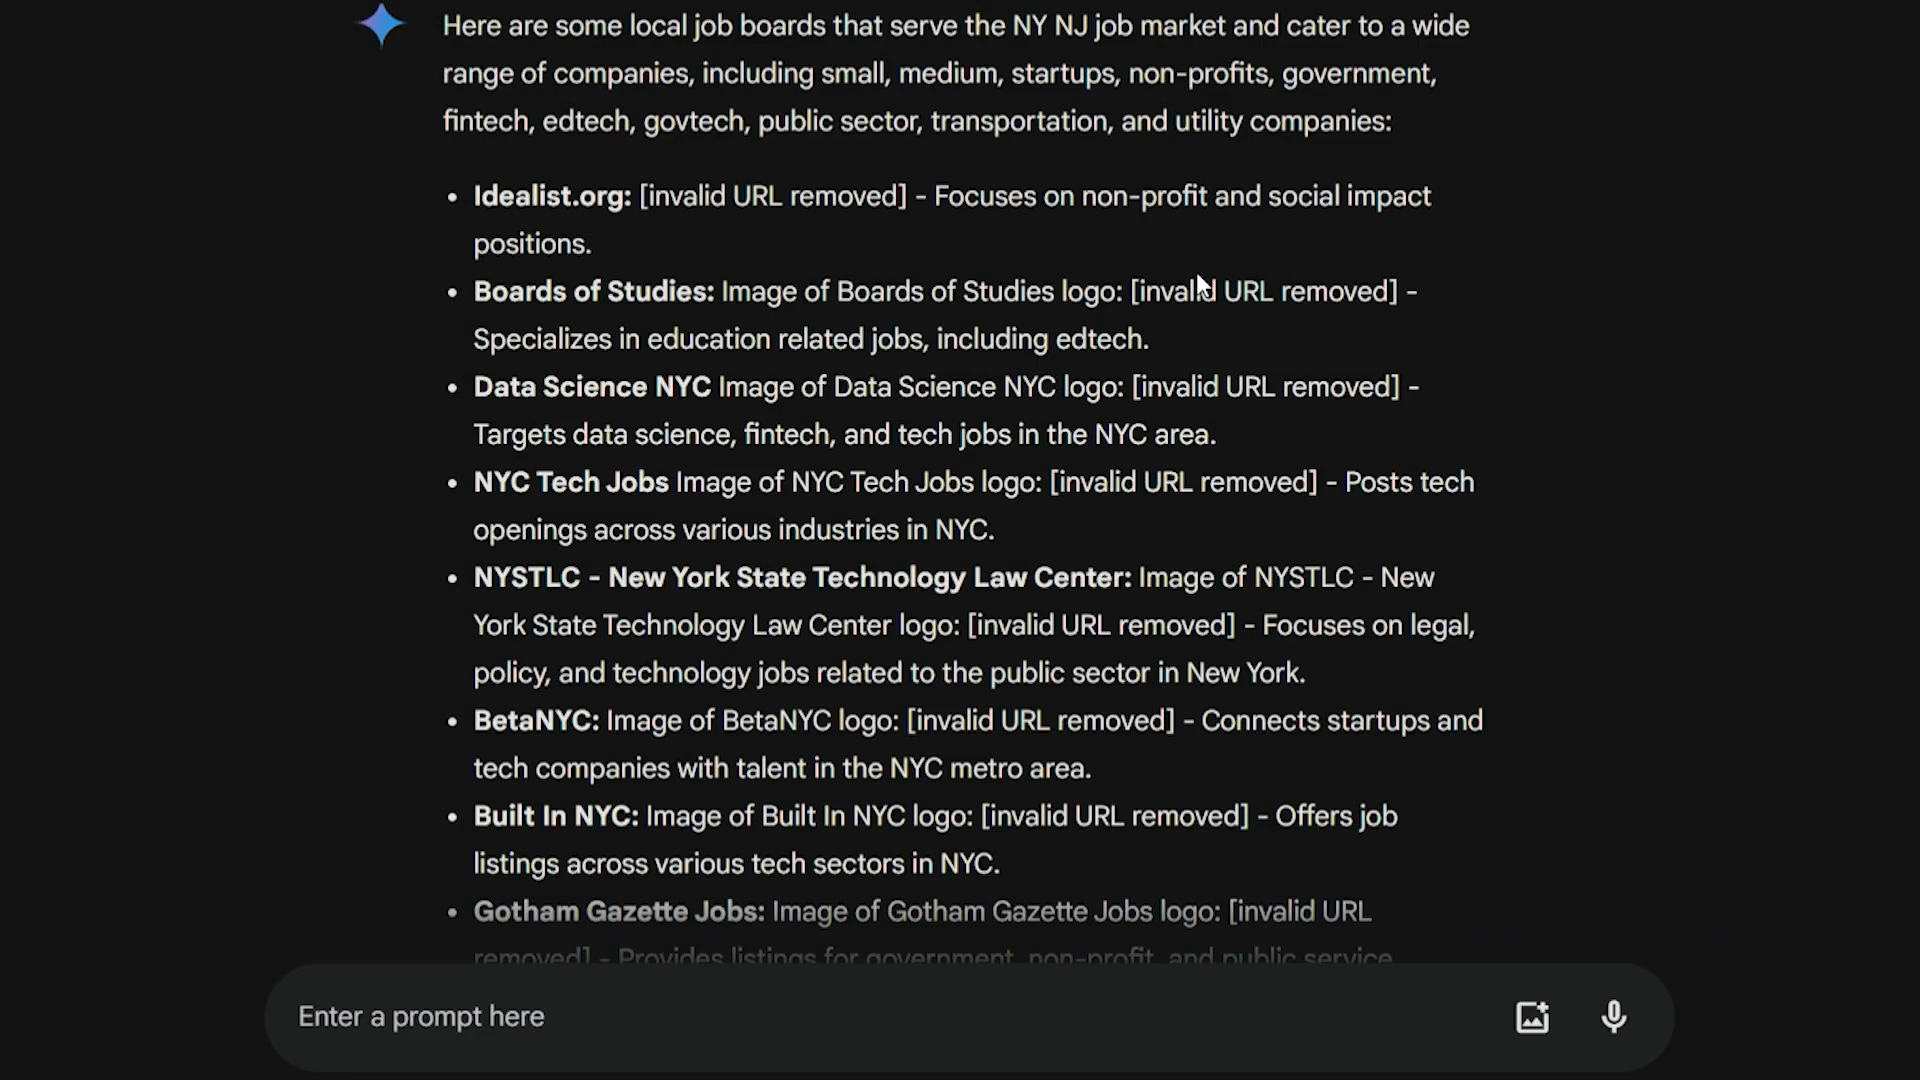 Here are some local job boards that serve the NY NJ job market and cater to a wide
range of companies, including small, medium, startups, non-profits, government,
fintech, edtech, govtech, public sector, transportation, and utility companies:
• Idealist.org: [invalid URL removed] - Focuses on non-profit and social impact
positions.
• Boards of Studies: Image of Boards of Studies logo: [invalid URL removed] -
Specializes in education related jobs, including edtech.
• Data Science NYC Image of Data Science NYC logo: [invalid URL removed] -
Targets data science, fintech, and tech jobs in the NYC area.
• NYC Tech Jobs Image of NYC Tech Jobs logo: [invalid URL removed] - Posts tech
openings across various industries in NYC.
• NYSTLC - New York State Technology Law Center: Image of NYSTLC - New
York State Technology Law Center logo: [invalid URL removed] - Focuses on legal,
policy, and technology jobs related to the public sector in New York.
• BetaNYC: Image of BetaNYC logo: [invalid URL removed] - Connects startups and
tech companies with talent in the NYC metro area.
• Built In NYC: Image of Built In NYC logo: [invalid URL removed] - Offers job
listings across various tech sectors in NYC.
• Gotham Gazette Jobs: Image of Gotham Gazette Jobs logo: [invalid URL
removed] - Provides listings for government, non-profit, and public service
Enter a prompt here